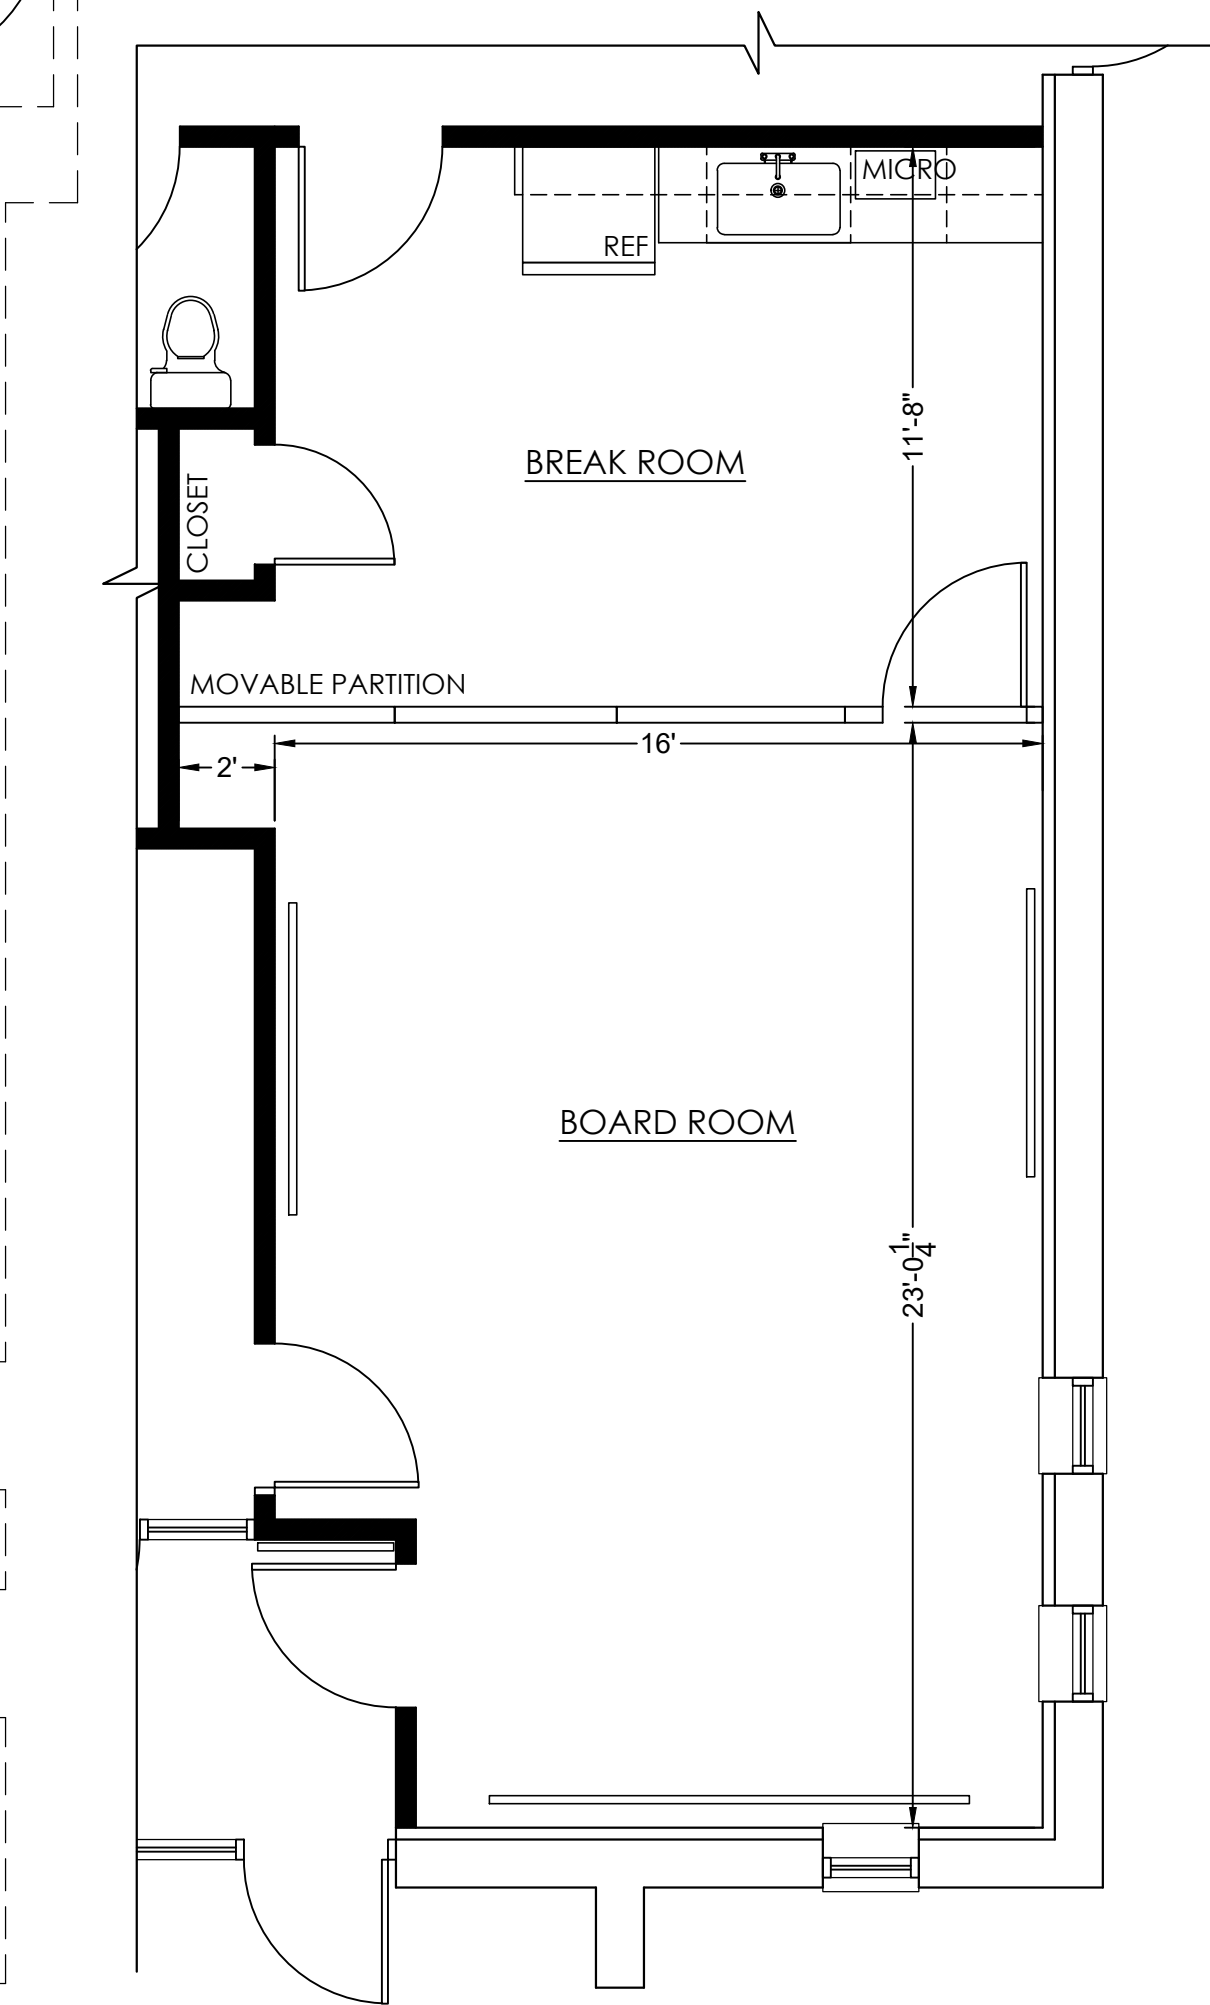 MICRO
REF
11'-8"
BREAK ROOM
CLOSET
MOVABLE PARTITION
16'
2'
BOARD ROOM
23'-0 1/4"